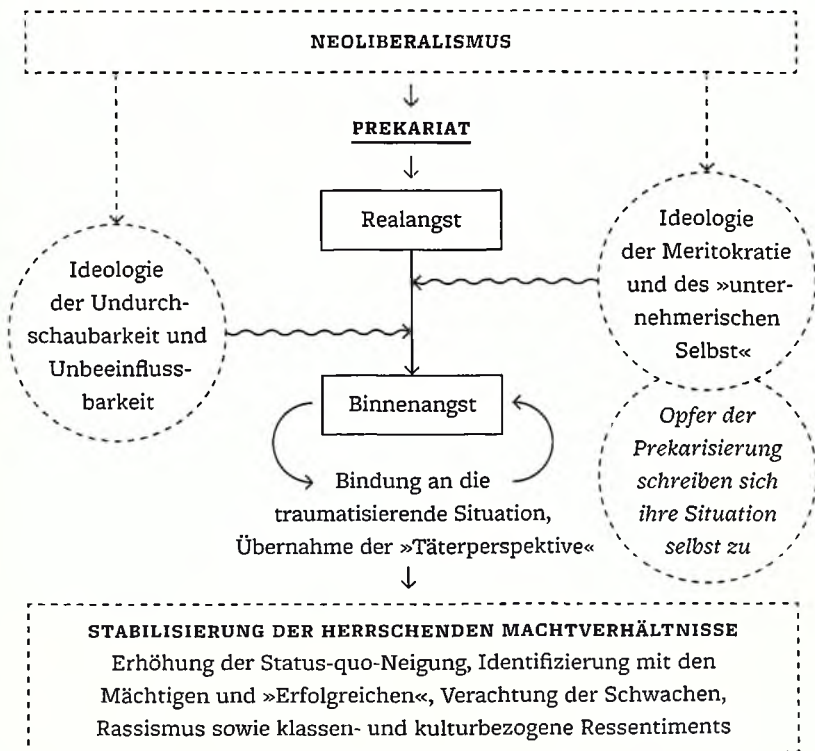 NEOLIBERALISMUS
PREKARIAT
Realangst
Ideologie
der Undurch-
schaubarkeit und
Unbeeinfluss-
barkeit
Ideologie
der Meritokratie
und des »unter-
nehmerischen
Selbst«
Binnenangst
Opfer der
Prekarisierung
schreiben sich
ihre Situation
selbst zu
Bindung an die
traumatisierende Situation,
Übernahme der »Täterperspektive«
STABILISIERUNG DER HERRSCHENDEN MACHTVERHÄLTNISSE
Erhöhung der Status-quo-Neigung, Identifizierung mit den
Mächtigen und »Erfolgreichen«, Verachtung der Schwachen,
Rassismus sowie klassen- und kulturbezogene Ressentiments